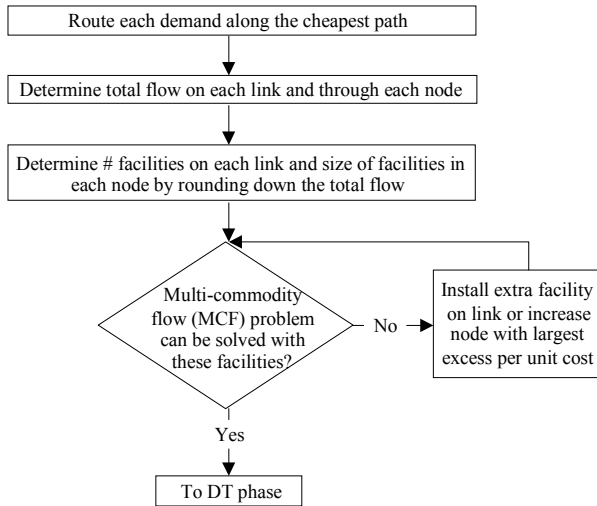 Route each demand along the cheapest path
Determine total flow on each link and through each node
Determine # facilities on each link and size of facilities in
each node by rounding down the total flow
Multi-commodity
flow (MCF) problem
can be solved with
these facilities?
No
Install extra facility
on link or increase
node with largest
excess per unit cost
Yes
To DT phase